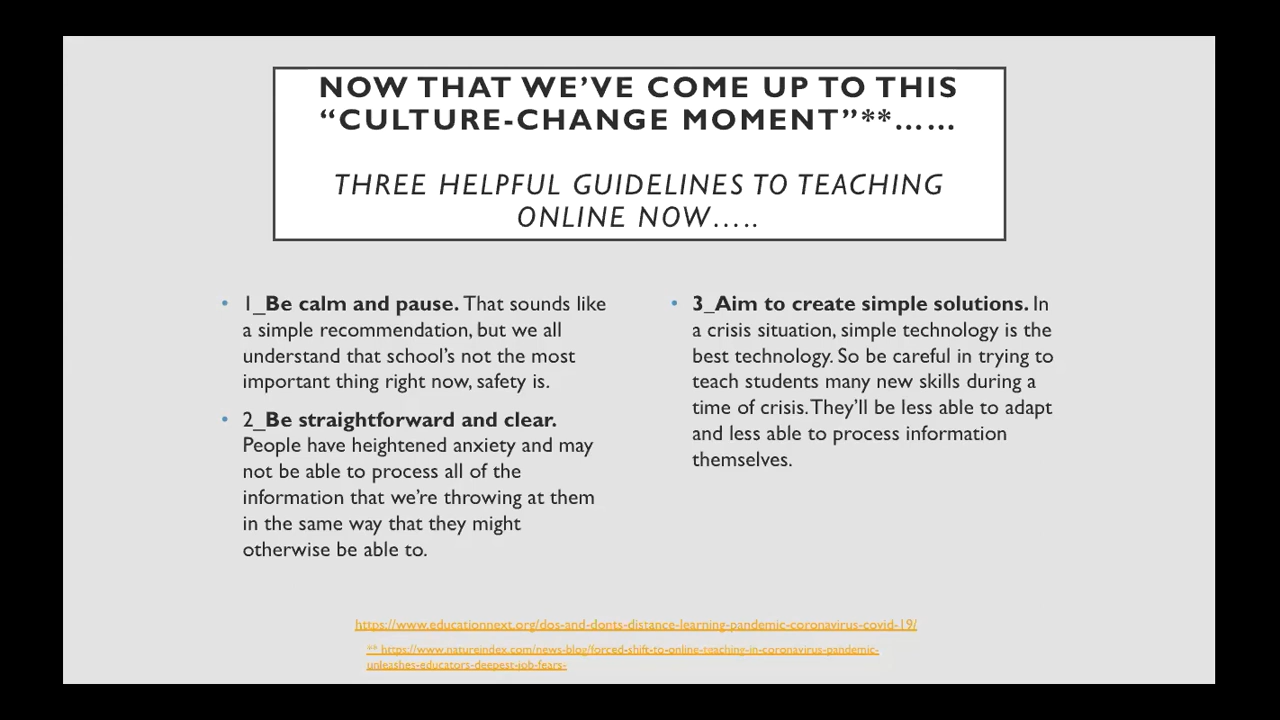 NOW THAT WE'VE COME UP TO THIS
“CULTURE-CHANGE MOMENT”**……
THREE HELPFUL GUIDELINES TO TEACHING
ONLINE NOW…..
• 1_Be calm and pause. That sounds like
a simple recommendation, but we all
understand that school's not the most
important thing right now, safety is.
• 2_Be straightforward and clear.
People have heightened anxiety and may
not be able to process all of the
information that we're throwing at them
in the same way that they might
otherwise be able to.
• 3_Aim to create simple solutions. In
a crisis situation, simple technology is the
best technology. So be careful in trying to
teach students many new skills during a
time of crisis. They'll be less able to adapt
and less able to process information
themselves.
https://www.educationnext.org/dos-and-donts-distance-learning-pandemic-coronavirus-covid-19/
** https://www.natureindex.com/news-blog/forced-shift-to-online-teaching-in-coronavirus-pandemic-
unleashes-educators-deepest-job-fears-